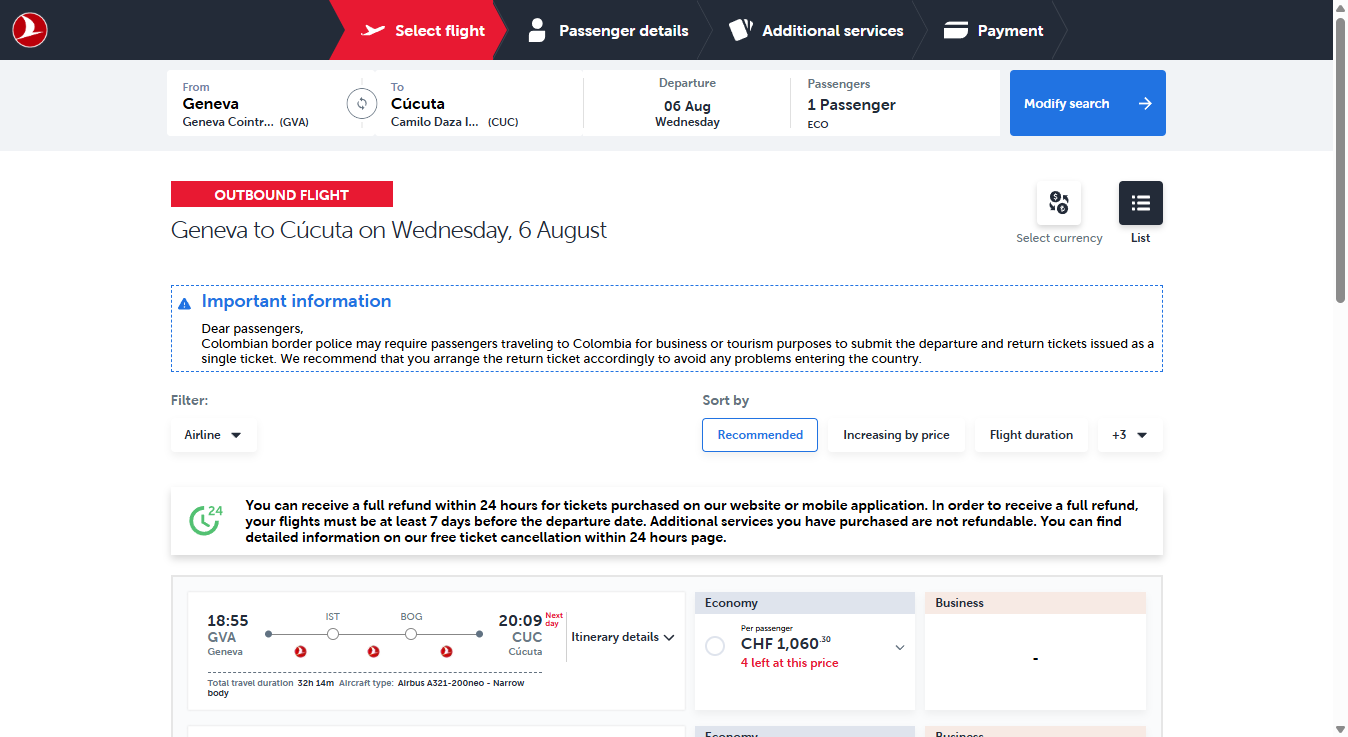 Select flight
Passenger details
Additional services
Payment
From
Geneva
Geneva Cointr... (GVA)
To
Cúcuta
Camilo Daza I... (CUC)
Departure
06 Aug
Wednesday
Passengers
1 Passenger
ECO
Modify search
OUTBOUND FLIGHT
Geneva to Cúcuta on Wednesday, 6 August
Select currency
List
Important information
Dear passengers,
Colombian border police may require passengers traveling to Colombia for business or tourism purposes to submit the departure and return tickets issued as a
single ticket. We recommend that you arrange the return ticket accordingly to avoid any problems entering the country.
Filter:
Airline
Sort by
Recommended
Increasing by price
Flight duration
+3
24
You can receive a full refund within 24 hours for tickets purchased on our website or mobile application. In order to receive a full refund,
your flights must be at least 7 days before the departure date. Additional services you have purchased are not refundable. You can find
detailed information on our free ticket cancellation within 24 hours page.
18:55
GVA
Geneva
IST
BOG
20:09 Next day
CUC
Cúcuta
Itinerary details
Total travel duration 32h 14m Aircraft type: Airbus A321-200neo - Narrow
body
Economy
Per passenger
CHF 1,060.30
4 left at this price
Business
-
Economy
Business